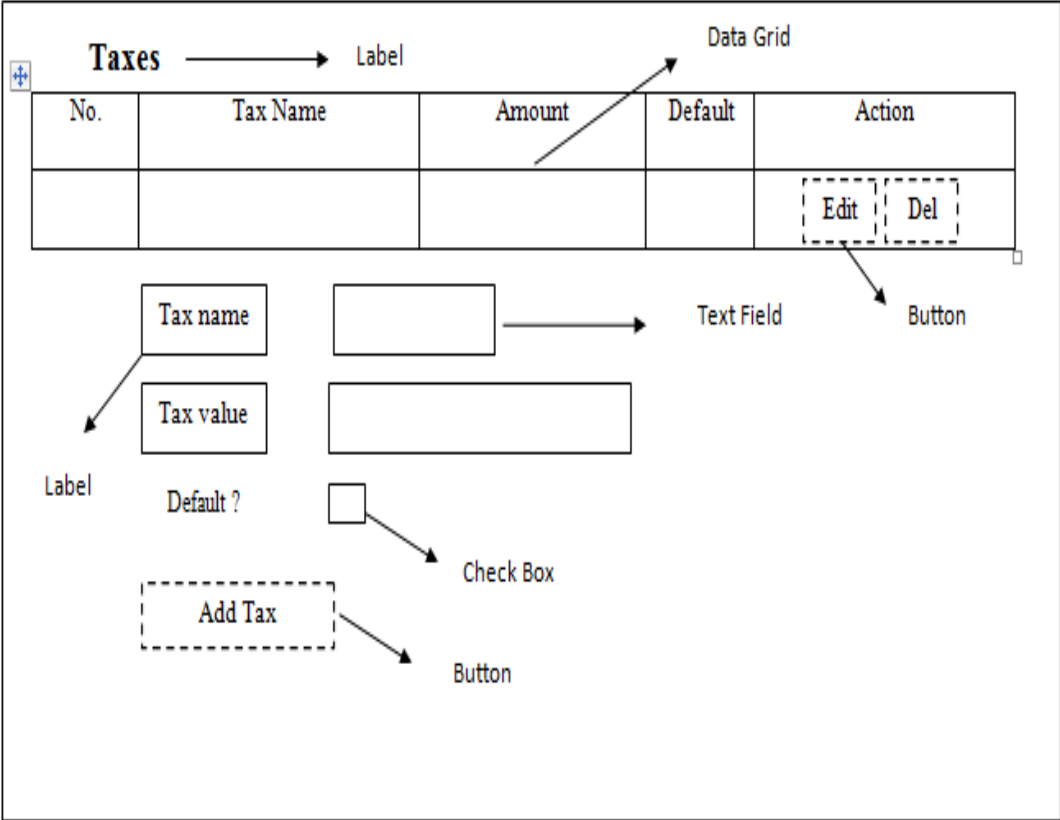 Data Grid
Taxes Label
No. Tax Name Amount Default Action
Edit Del
Tax name Text Field Button
Tax value
Label Default ?
Check Box
Add Tax
Button